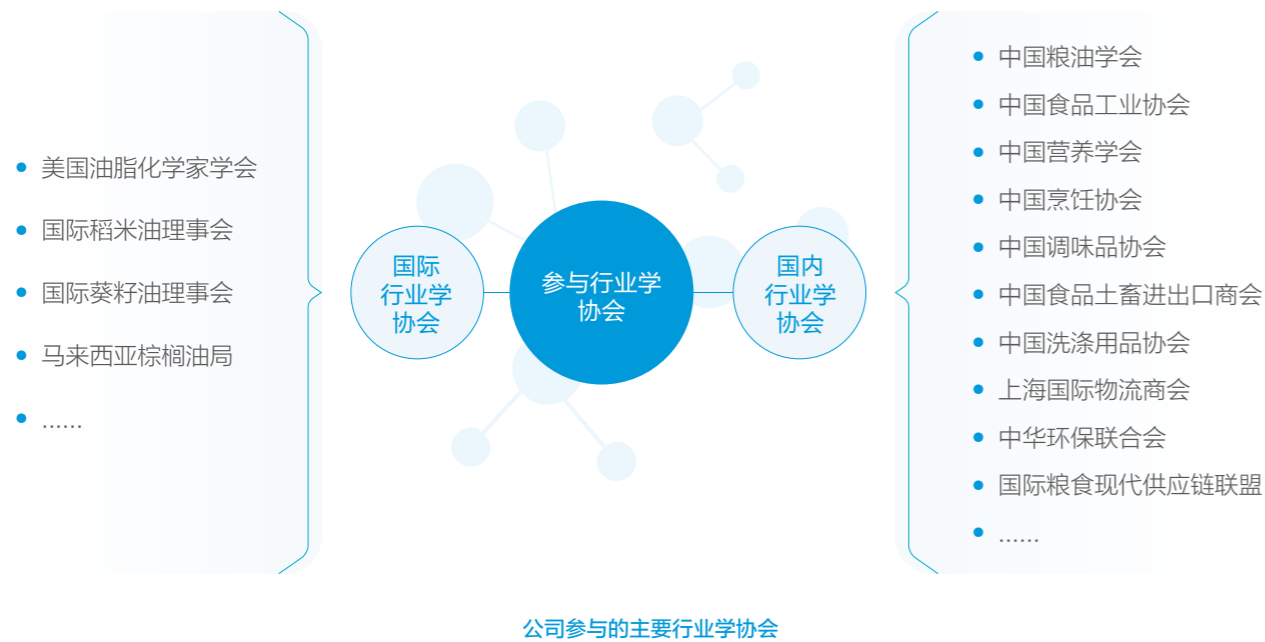 美国油脂化学家学会
国际稻米油理事会
国际葵籽油理事会
马来西亚棕榈油局
......
国际
行业学
协会
参与行业学
协会
国内
行业学
协会
中国粮油学会
中国食品工业协会
中国营养学会
中国烹饪协会
中国调味品协会
中国食品土畜进出口商会
中国洗涤用品协会
上海国际物流商会
中华环保联合会
国际粮食现代供应链联盟
......
公司参与的主要行业学协会